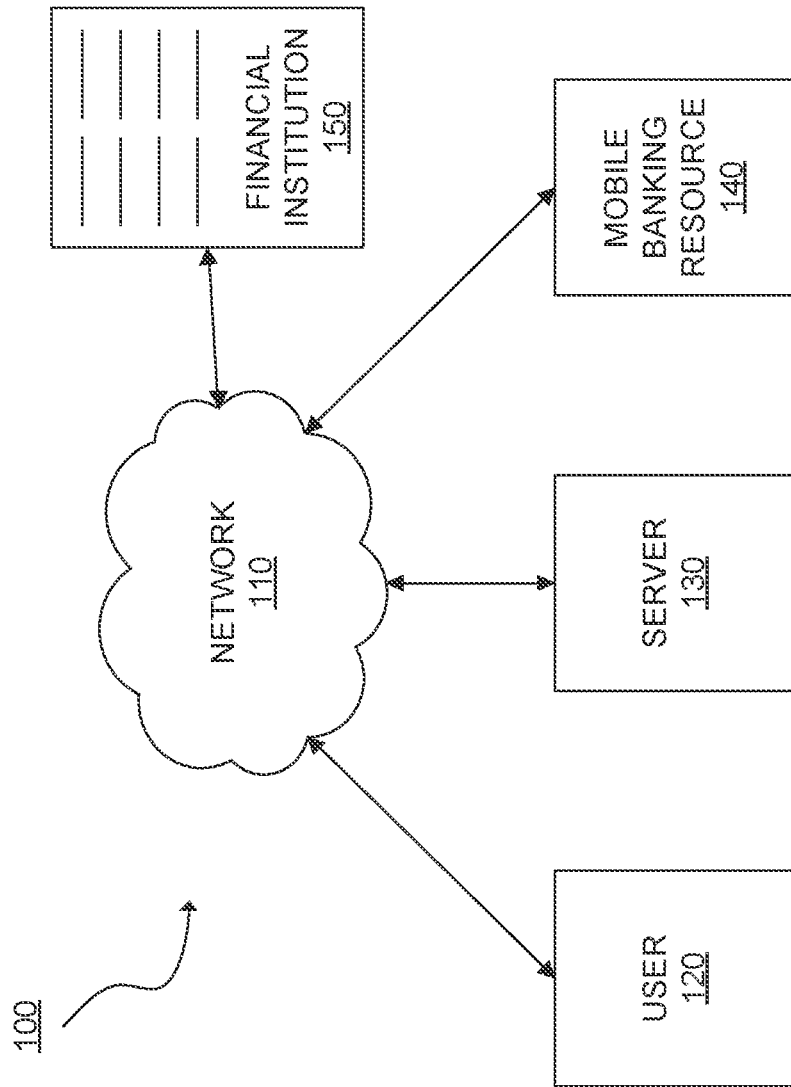 100
NETWORK
110
FINANCIAL
INSTITUTION
150
USER
120
SERVER
130
MOBILE
BANKING
RESOURCE
140